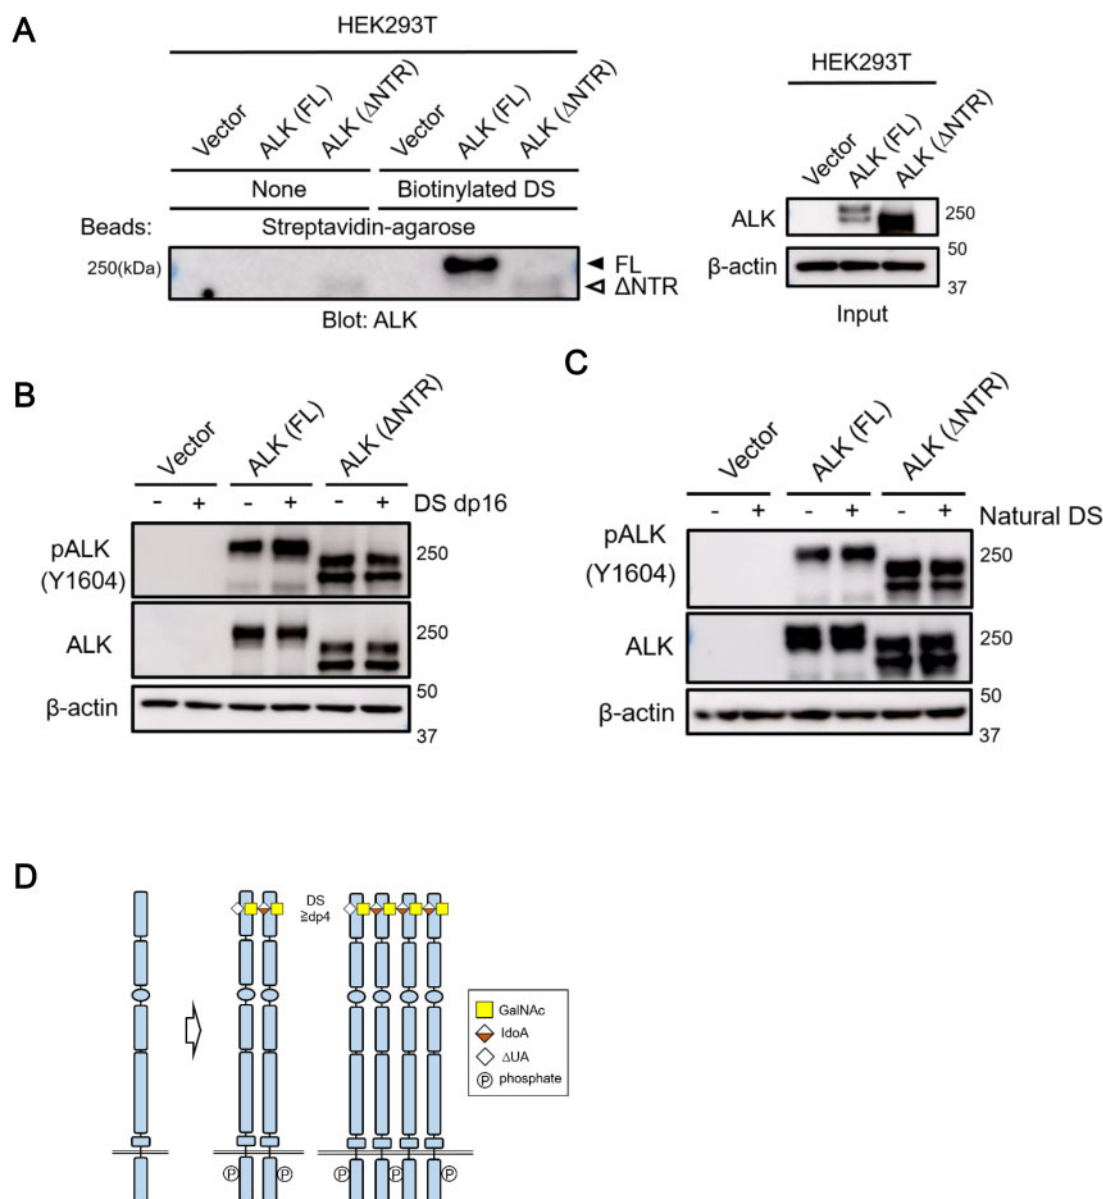 A
HEK293T
Vector
ALK (FL)
ALK (ΔNTR)
Vector
ALK (FL)
ALK (ΔNTR)
None
Biotinylated DS
Beads:
Streptavidin-agarose
250(kDa)
FL
ΔNTR
Blot: ALK
HEK293T
Vector
ALK (FL)
ALK (ΔNTR)
ALK
250
β-actin
50
37
Input
B
Vector
ALK (FL)
ALK (ΔNTR)
- + - + - + DS dp16
pALK
(Y1604)
250
ALK
250
β-actin
50
37
C
Vector
ALK (FL)
ALK (ΔNTR)
- + - + - + Natural DS
pALK
(Y1604)
250
ALK
250
β-actin
50
37
D
DS
≧dp4
GalNAc
IdoA
ΔUA
P phosphate
P P P P P